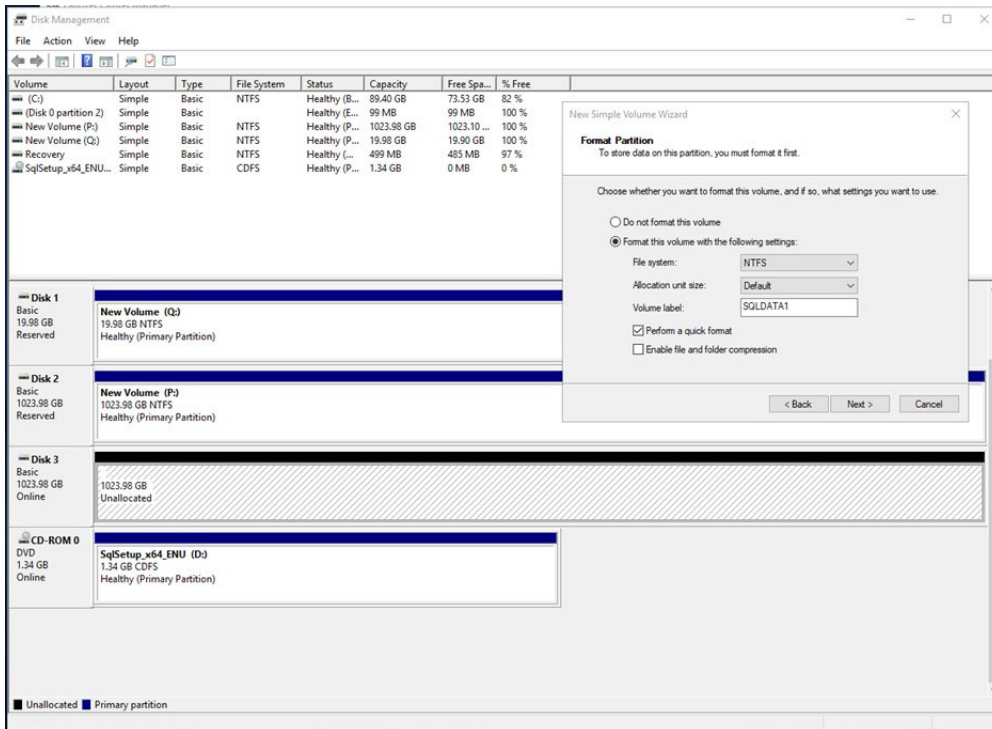 Disk Management
File Action View Help
Volume Layout Type File System Status Capacity Free Spa... % Free
(C:) Simple Basic NTFS Healthy (B... 89.40 GB 73.53 GB 82 %
(Disk 0 partition 2) Simple Basic Healthy (E... 99 MB 99 MB 100 %
New Volume (P:) Simple Basic NTFS Healthy (P... 1023.98 GB 1023.10 ... 100 %
New Volume (Q:) Simple Basic NTFS Healthy (P... 19.98 GB 19.90 GB 100 %
Recovery Simple Basic NTFS Healthy (... 499 MB 485 MB 97 %
SqlSetup_x64_ENU... Simple Basic CDFS Healthy (P... 1.34 GB 0 MB 0 %
New Simple Volume Wizard
Format Partition
To store data on this partition, you must format it first.
Choose whether you want to format this volume, and if so, what settings you want to use.
Do not format this volume
Format this volume with the following settings:
File system: NTFS
Allocation unit size: Default
Volume label: SQLDATA1
Perform a quick format
Enable file and folder compression
< Back Next > Cancel
Disk 1
Basic
19.98 GB
Reserved
New Volume (Q:)
19.98 GB NTFS
Healthy (Primary Partition)
Disk 2
Basic
1023.98 GB
Reserved
New Volume (P:)
1023.98 GB NTFS
Healthy (Primary Partition)
Disk 3
Basic
1023.98 GB
Online
1023.98 GB
Unallocated
CD-ROM 0
DVD
1.34 GB
Online
SqlSetup_x64_ENU (D:)
1.34 GB CDFS
Healthy (Primary Partition)
Unallocated Primary partition